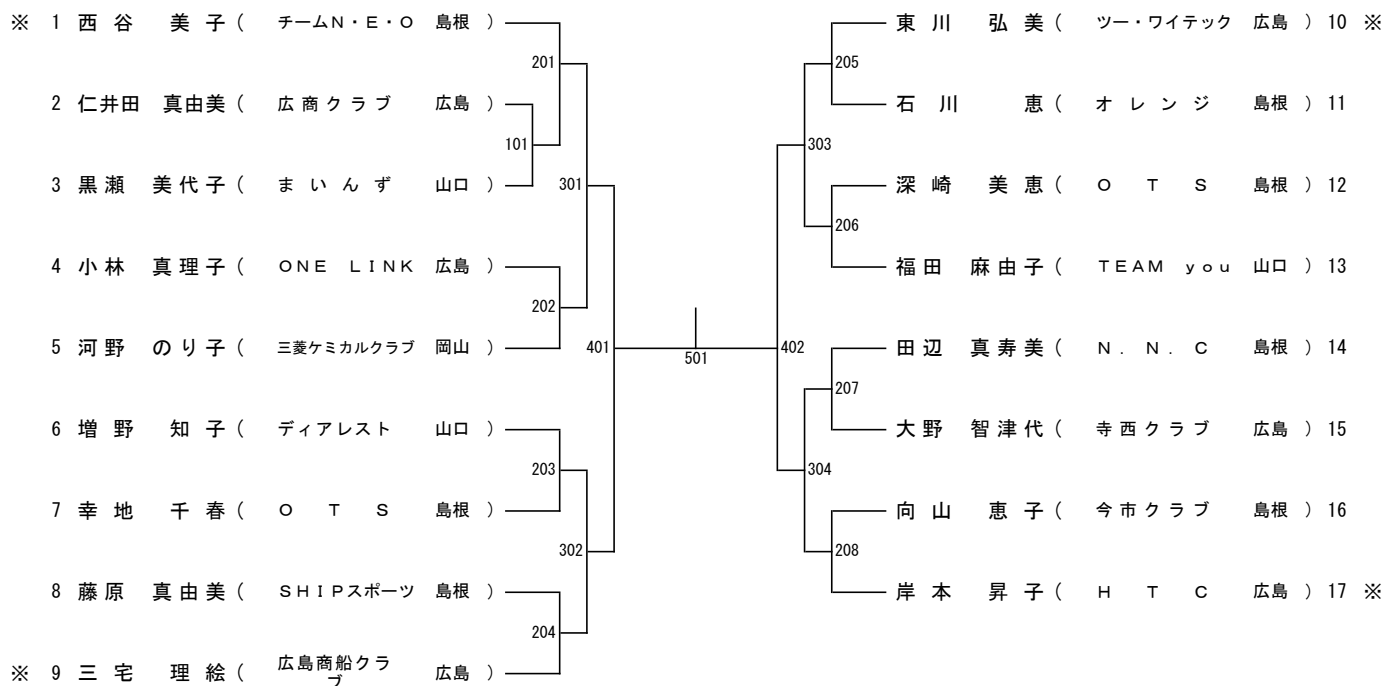 ※ 1 西谷 美子 ( チームN・E・O 島根 )
201
2 仁井田 真由美 ( 広商クラブ 広島 )
101
3 黒瀬 美代子 ( まいんず 山口 )
301
4 小林 真理子 ( ONE LINK 広島 )
202
5 河野 のり子 ( 三菱ケミカルクラブ 岡山 )
401
6 増野 知子 ( ディアレスト 山口 )
203
7 幸地 千春 ( O T S 島根 )
302
8 藤原 真由美 ( SHIPスポーツ 島根 )
204
※ 9 三宅 理絵 ( 広島商船クラ
ブ 広島 )
501
東川 弘美 ( ツー・ワイテック 広島 ) 10 ※
205
石川 恵 ( オレンジ 島根 ) 11
303
深崎 美恵 ( O T S 島根 ) 12
206
福田 麻由子 ( TEAM you 山口 ) 13
402
田辺 真寿美 ( N.N.C 島根 ) 14
207
大野 智津代 ( 寺西クラブ 広島 ) 15
304
向山 恵子 ( 今市クラブ 島根 ) 16
208
岸本 昇子 ( H T C 広島 ) 17 ※